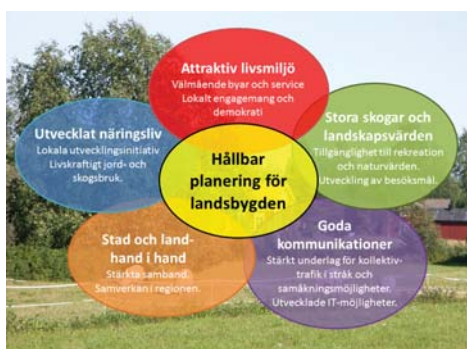 Attraktiv livsmiljö
Välmående byar och service
Lokalt engagemang och
demokrati
Utvecklat näringsliv
Lokala utvecklingsinitiativ
Livskraftigt jord- och
skogsbruk.
Stora skogar och
landskapsvärden
Tillgänglighet till rekreation
och naturvärden.
Utveckling av besöksmål.
Hållbar
planering för
landsbygden
Stad och land-
hand i hand
Stärkta samband.
Samverkan i regionen.
Goda
kommunikationer
Stärkt underlag för kollektiv-
trafik i stråk och
samåkningsmöjligheter.
Utvecklade IT-möjligheter.